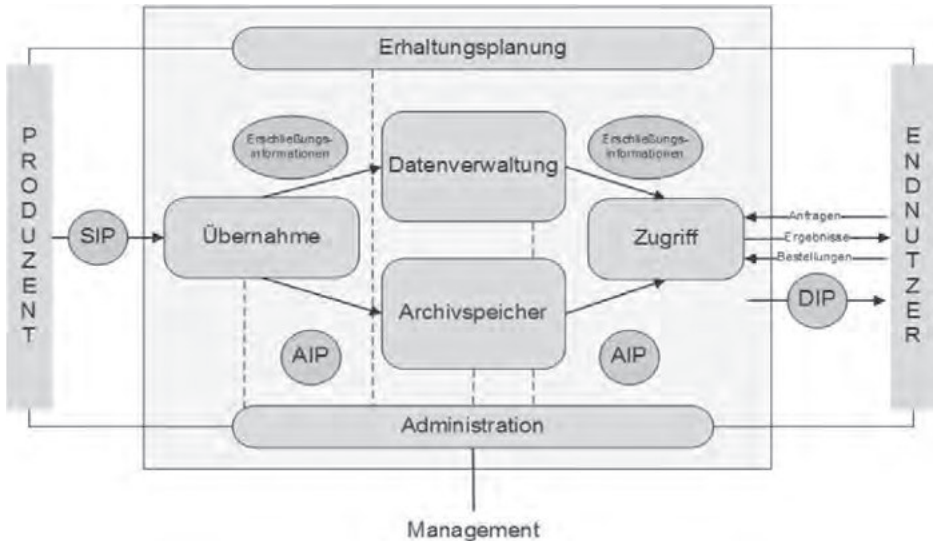 Erhaltungsplanung
PRODUZENT
Erschließungs-
informationen
Datenverwaltung
Erschließungs-
informationen
ENDNUTZER
SIP
Übernahme
Zugriff
Anfragen
Ergebnisse
Bestellungen
Archivspeicher
DIP
AIP
AIP
Administration
Management